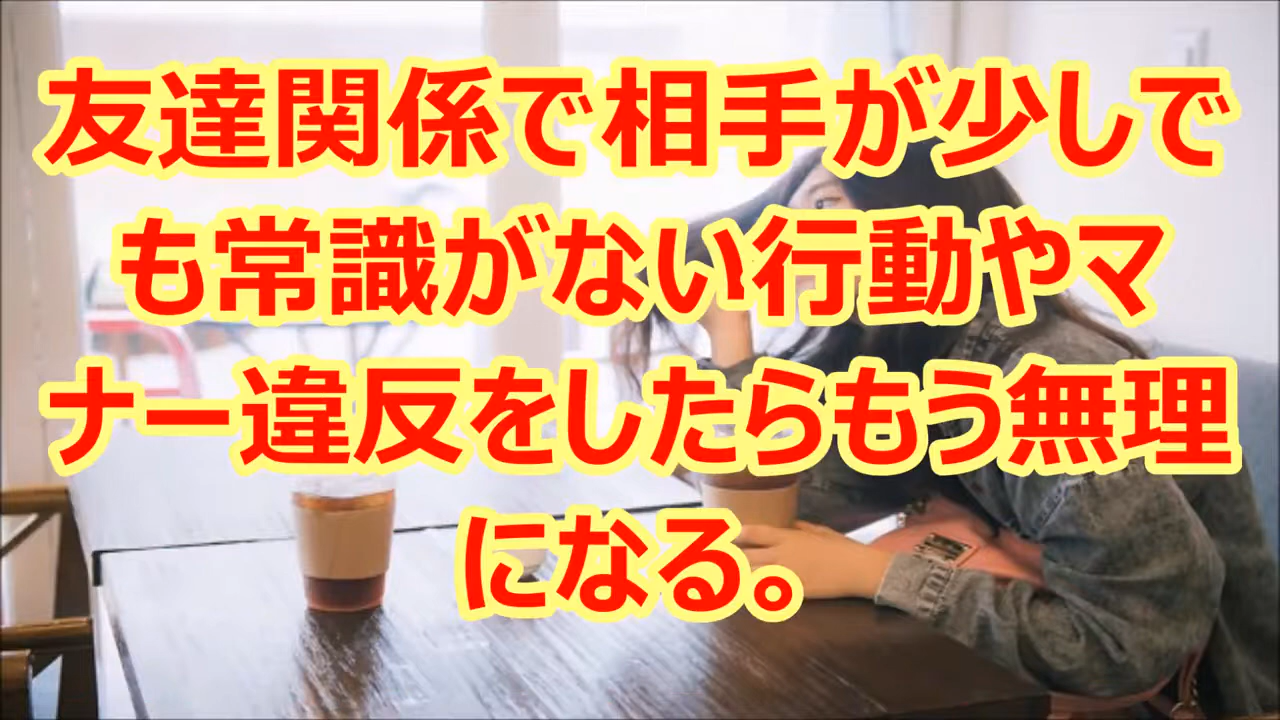 友達関係で相手が少しで
も常識がない行動やマ
ナー違反をしたらもう無理
になる。